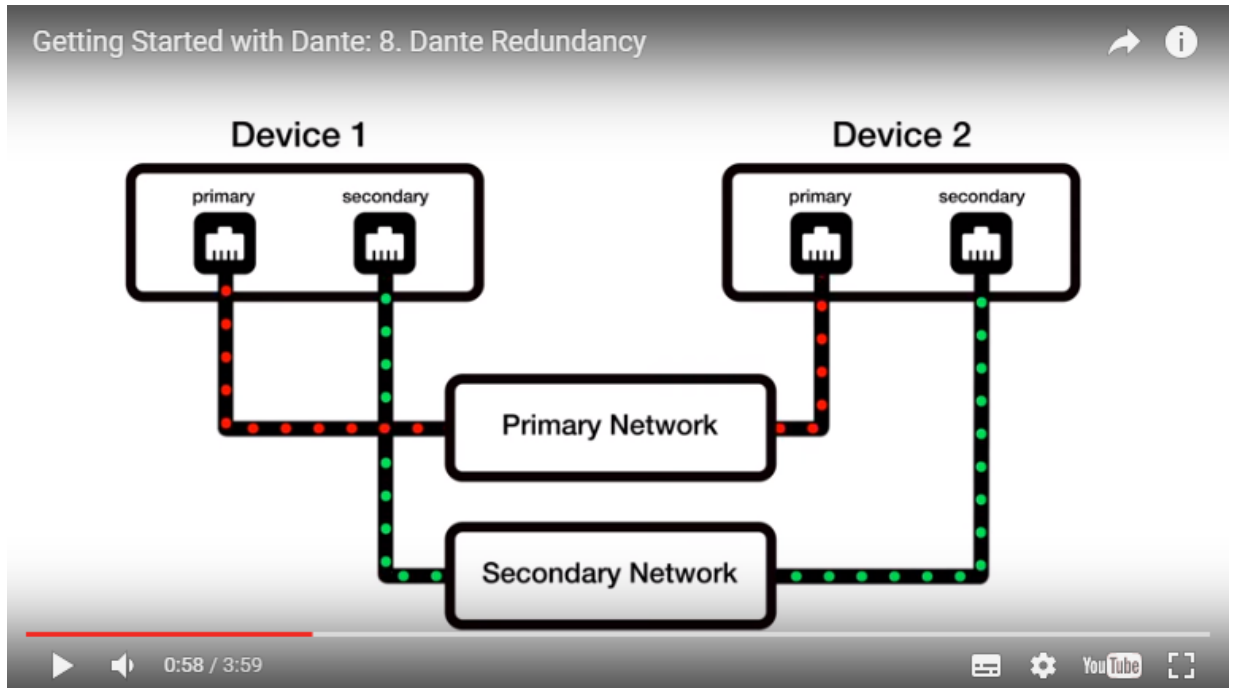 Getting Started with Dante: 8. Dante Redundancy
Device 1
Device 2
primary
secondary
primary
secondary
Primary Network
Secondary Network
0:58 / 3:59
YouTube